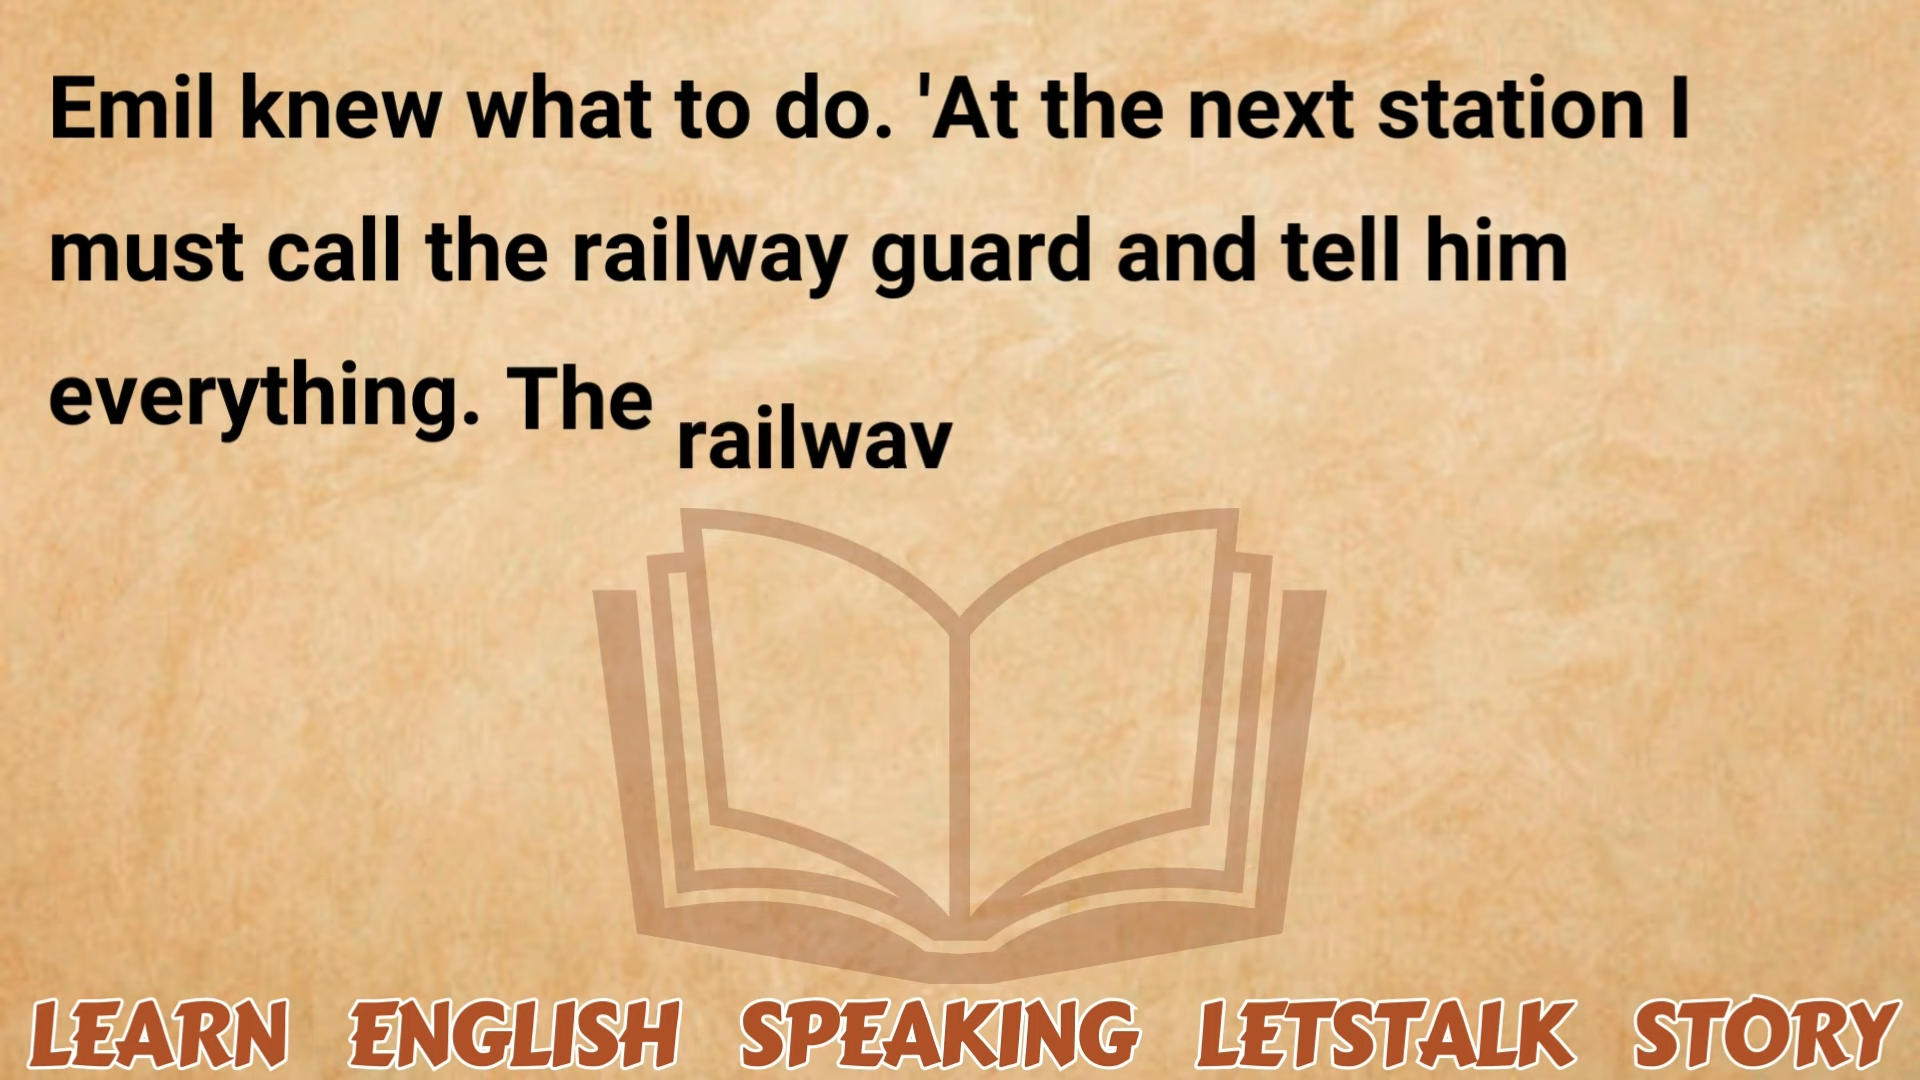 Emil knew what to do. 'At the next station I
must call the railway guard and tell him
everything. The railwav
LEARN ENGLISH SPEAKING LETSTALK STORY